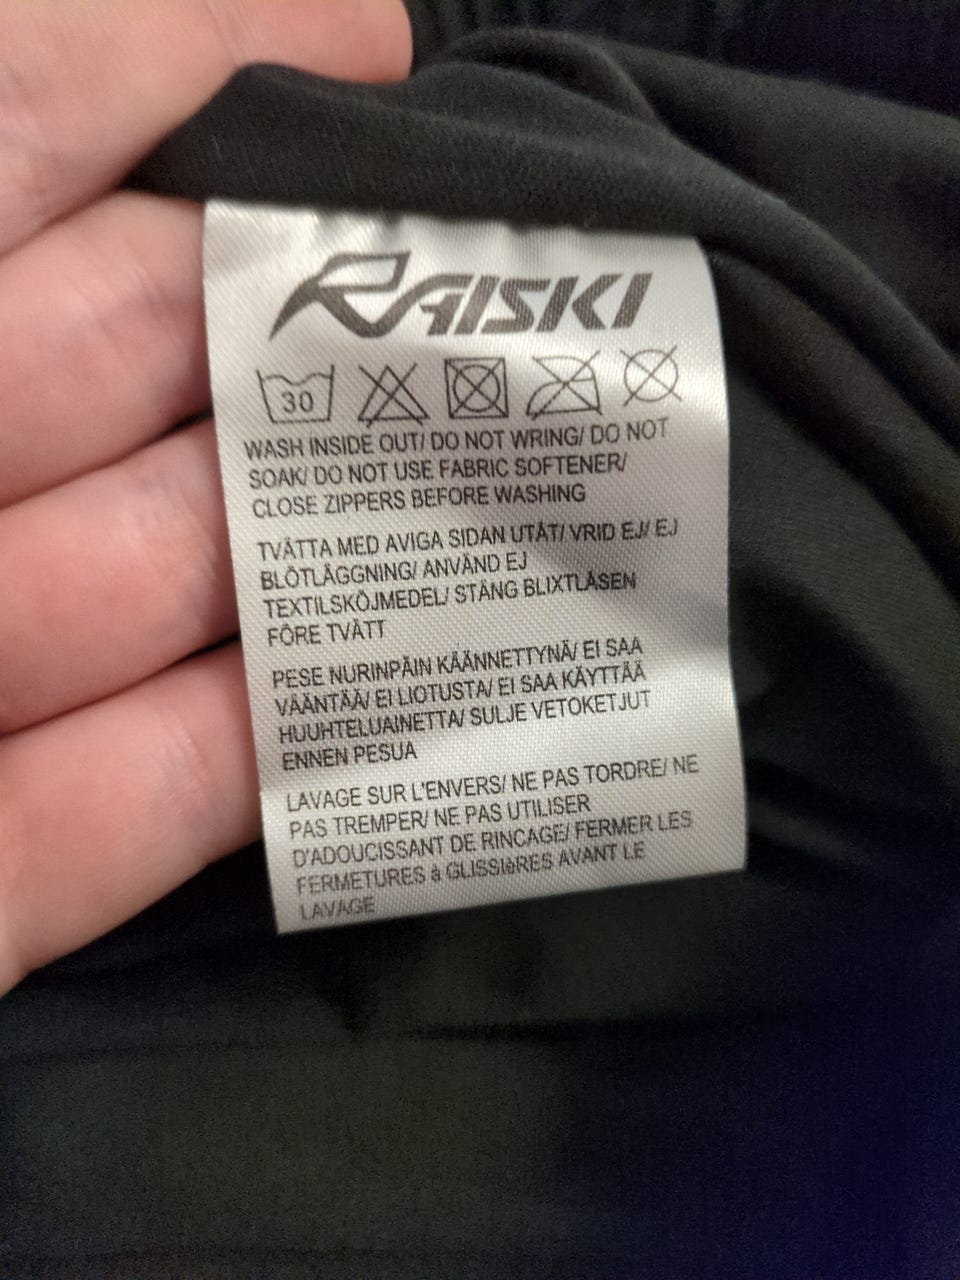 RAISKI
30
WASH INSIDE OUT/ DO NOT WRING/ DO NOT
SOAK/ DO NOT USE FABRIC SOFTENER/
CLOSE ZIPPERS BEFORE WASHING
TVÄTTA MED AVIGA SIDAN UTÅT/ VRID EJ/ EJ
BLÖTLÄGGNING/ ANVÄND EJ
TEXTILSKÖJMEDEL/ STÄNG BLIXTLÅSEN
FÖRE TVÄTT
PESE NURINPÄIN KÄÄNNETTYNÄ/ EI SAA
VÄÄNTÄÄ/ EI LIOTUSTA/ EI SAA KÄYTTÄÄ
HUUHTELUAINETTA/ SULJE VETOKETJUT
ENNEN PESUA
LAVAGE SUR L'ENVERS/ NE PAS TORDRE/ NE
PAS TREMPER/ NE PAS UTILISER
D'ADOUCISSANT DE RINCAGE/ FERMER LES
FERMETURES à GLISSIèRES AVANT LE
LAVAGE